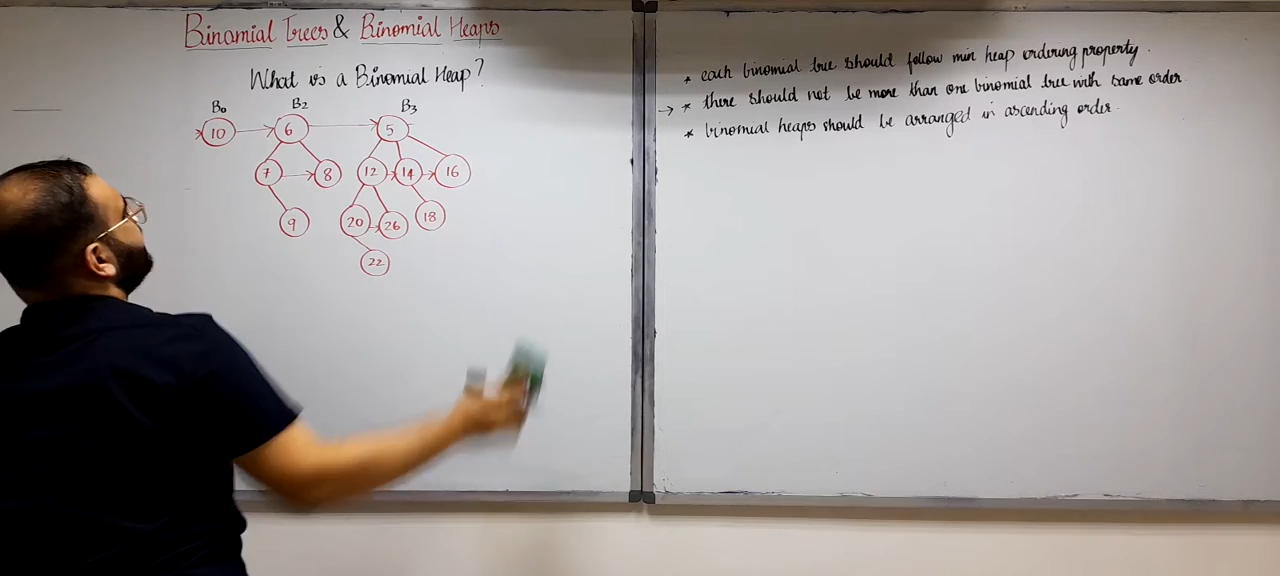 Binomial Trees & Binomial Heaps
What is a Binomial Heap?
B0 B2 B3
10 6 5
7 8 12 14 16
9 20 26 18
22
* each binomial tree should follow min heap ordering property.
→ * there should not be more than one binomial tree with same order.
* binomial heaps should be arranged in ascending order.